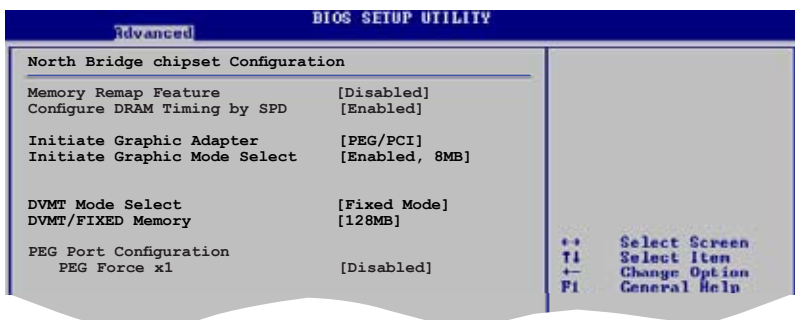 BIOS SETUP UTILITY
Advanced
North Bridge chipset Configuration
Memory Remap Feature [Disabled]
Configure DRAM Timing by SPD [Enabled]
Initiate Graphic Adapter [PEG/PCI]
Initiate Graphic Mode Select [Enabled, 8MB]
DVMT Mode Select [Fixed Mode]
DVMT/FIXED Memory [128MB]
PEG Port Configuration
PEG Force x1 [Disabled]
←→ Select Screen
↑↓ Select Item
+- Change Option
F1 General Help